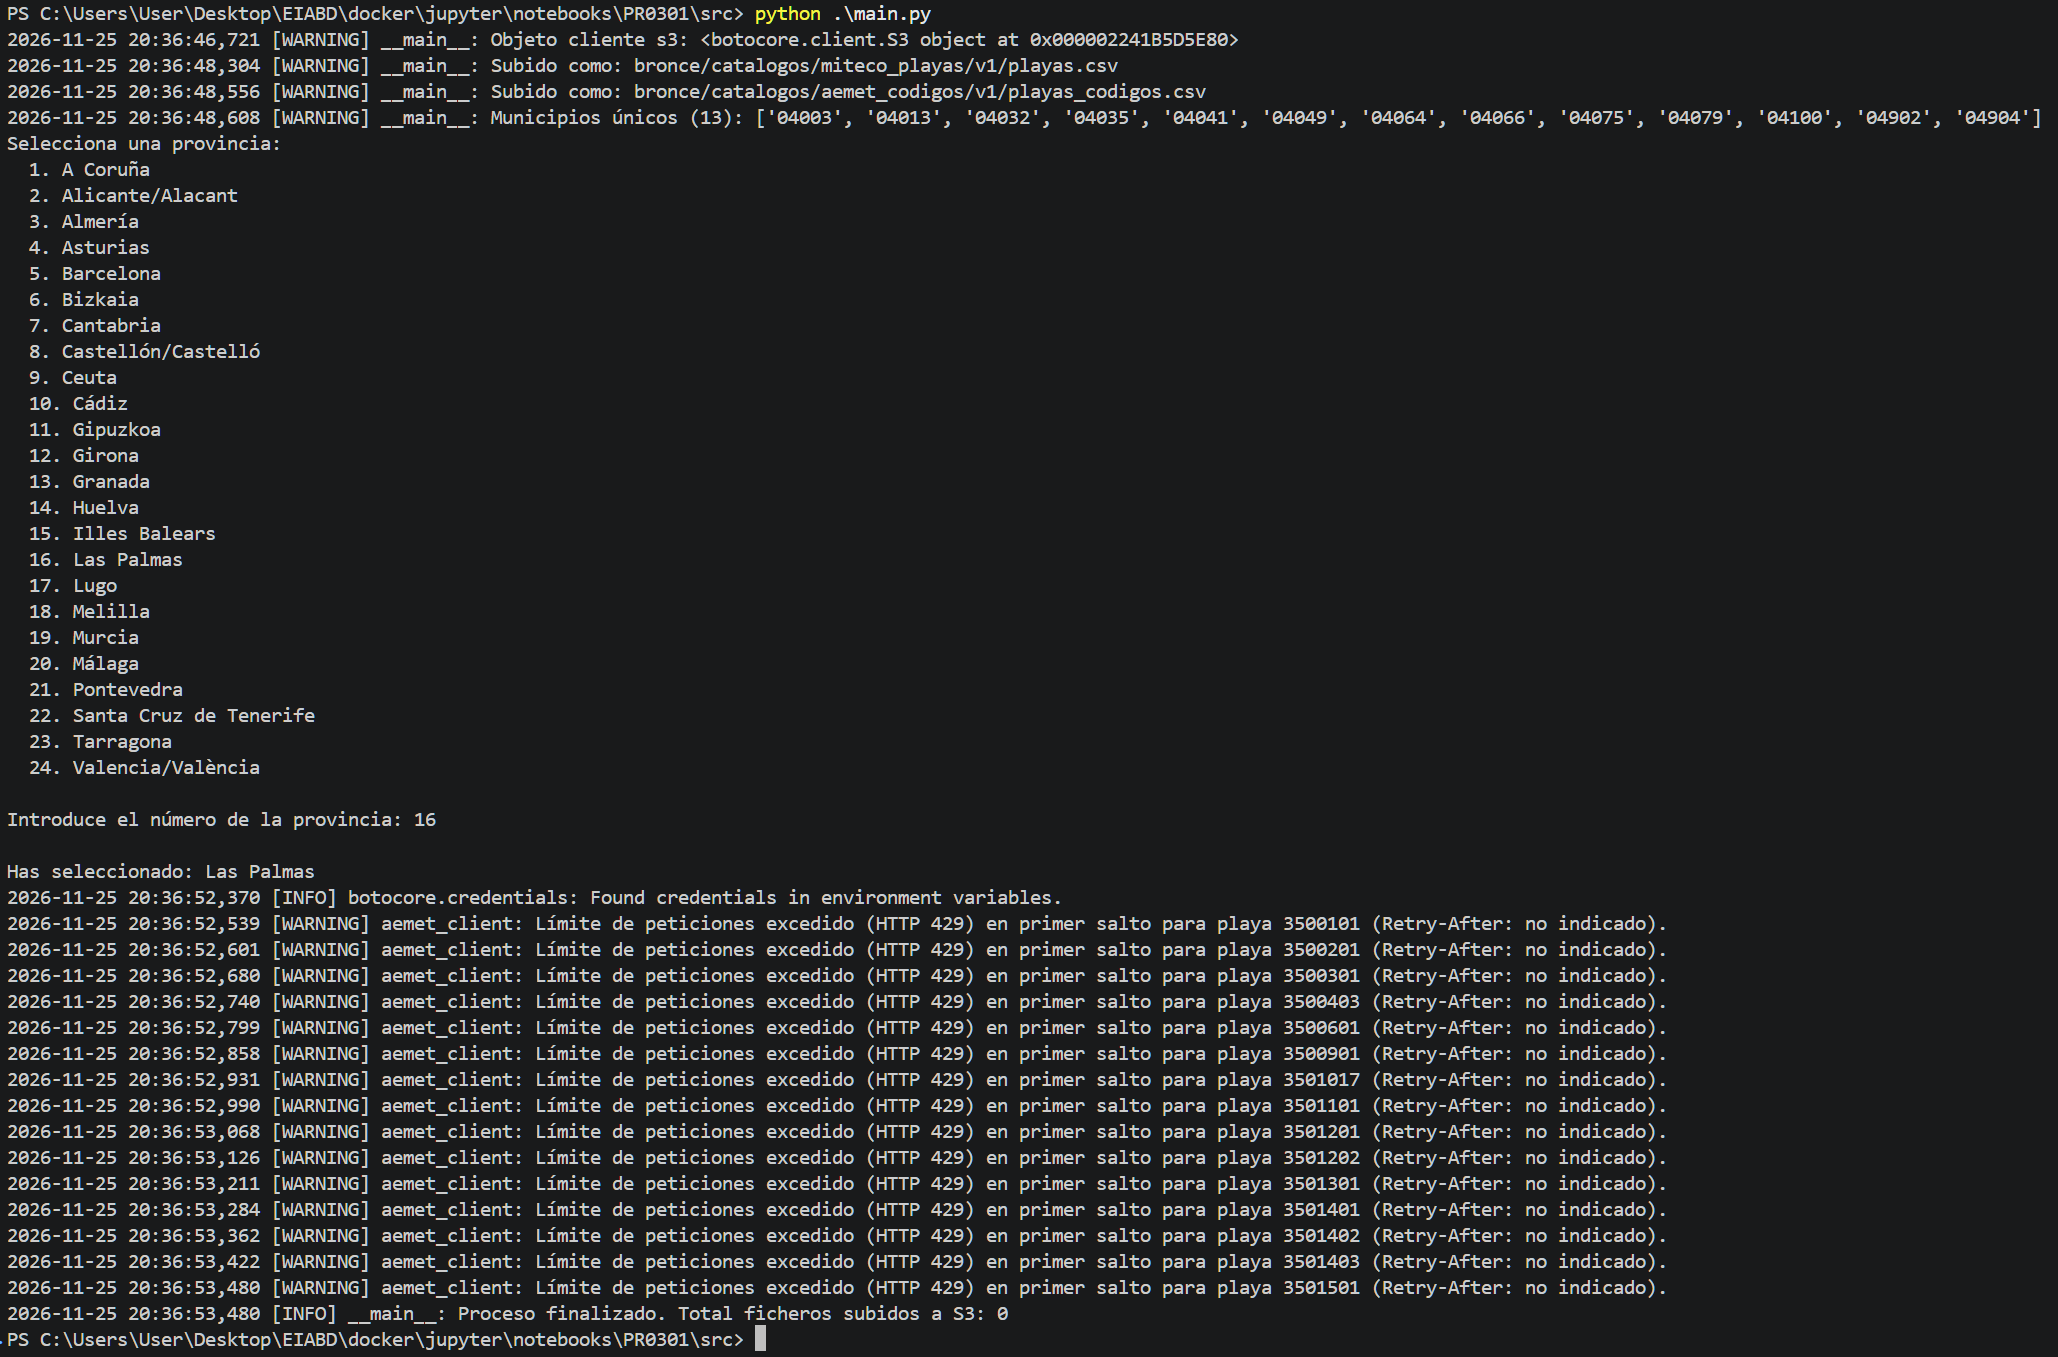 PS C:\Users\User\Desktop\EIABD\docker\jupyter\notebooks\PR0301\src> python .\main.py
2026-11-25 20:36:46,721 [WARNING] __main__: Objeto cliente s3: <botocore.client.S3 object at 0x000002241B5D5E80>
2026-11-25 20:36:48,304 [WARNING] __main__: Subido como: bronce/catalogos/miteco_playas/v1/playas.csv
2026-11-25 20:36:48,556 [WARNING] __main__: Subido como: bronce/catalogos/aemet_codigos/v1/playas_codigos.csv
2026-11-25 20:36:48,608 [WARNING] __main__: Municipios únicos (13): ['04003', '04013', '04032', '04035', '04041', '04049', '04064', '04066', '04075', '04079', '04100', '04902', '04904']
Selecciona una provincia:
  1. A Coruña
  2. Alicante/Alacant
  3. Almería
  4. Asturias
  5. Barcelona
  6. Bizkaia
  7. Cantabria
  8. Castellón/Castelló
  9. Ceuta
  10. Cádiz
  11. Gipuzkoa
  12. Girona
  13. Granada
  14. Huelva
  15. Illes Balears
  16. Las Palmas
  17. Lugo
  18. Melilla
  19. Murcia
  20. Málaga
  21. Pontevedra
  22. Santa Cruz de Tenerife
  23. Tarragona
  24. Valencia/València
Introduce el número de la provincia: 16
Has seleccionado: Las Palmas
2026-11-25 20:36:52,370 [INFO] botocore.credentials: Found credentials in environment variables.
2026-11-25 20:36:52,539 [WARNING] aemet_client: Límite de peticiones excedido (HTTP 429) en primer salto para playa 3500101 (Retry-After: no indicado).
2026-11-25 20:36:52,601 [WARNING] aemet_client: Límite de peticiones excedido (HTTP 429) en primer salto para playa 3500201 (Retry-After: no indicado).
2026-11-25 20:36:52,680 [WARNING] aemet_client: Límite de peticiones excedido (HTTP 429) en primer salto para playa 3500301 (Retry-After: no indicado).
2026-11-25 20:36:52,740 [WARNING] aemet_client: Límite de peticiones excedido (HTTP 429) en primer salto para playa 3500403 (Retry-After: no indicado).
2026-11-25 20:36:52,799 [WARNING] aemet_client: Límite de peticiones excedido (HTTP 429) en primer salto para playa 3500601 (Retry-After: no indicado).
2026-11-25 20:36:52,858 [WARNING] aemet_client: Límite de peticiones excedido (HTTP 429) en primer salto para playa 3500901 (Retry-After: no indicado).
2026-11-25 20:36:52,931 [WARNING] aemet_client: Límite de peticiones excedido (HTTP 429) en primer salto para playa 3501017 (Retry-After: no indicado).
2026-11-25 20:36:52,990 [WARNING] aemet_client: Límite de peticiones excedido (HTTP 429) en primer salto para playa 3501101 (Retry-After: no indicado).
2026-11-25 20:36:53,068 [WARNING] aemet_client: Límite de peticiones excedido (HTTP 429) en primer salto para playa 3501201 (Retry-After: no indicado).
2026-11-25 20:36:53,126 [WARNING] aemet_client: Límite de peticiones excedido (HTTP 429) en primer salto para playa 3501202 (Retry-After: no indicado).
2026-11-25 20:36:53,211 [WARNING] aemet_client: Límite de peticiones excedido (HTTP 429) en primer salto para playa 3501301 (Retry-After: no indicado).
2026-11-25 20:36:53,284 [WARNING] aemet_client: Límite de peticiones excedido (HTTP 429) en primer salto para playa 3501401 (Retry-After: no indicado).
2026-11-25 20:36:53,362 [WARNING] aemet_client: Límite de peticiones excedido (HTTP 429) en primer salto para playa 3501402 (Retry-After: no indicado).
2026-11-25 20:36:53,422 [WARNING] aemet_client: Límite de peticiones excedido (HTTP 429) en primer salto para playa 3501403 (Retry-After: no indicado).
2026-11-25 20:36:53,480 [WARNING] aemet_client: Límite de peticiones excedido (HTTP 429) en primer salto para playa 3501501 (Retry-After: no indicado).
2026-11-25 20:36:53,480 [INFO] __main__: Proceso finalizado. Total ficheros subidos a S3: 0
PS C:\Users\User\Desktop\EIABD\docker\jupyter\notebooks\PR0301\src>